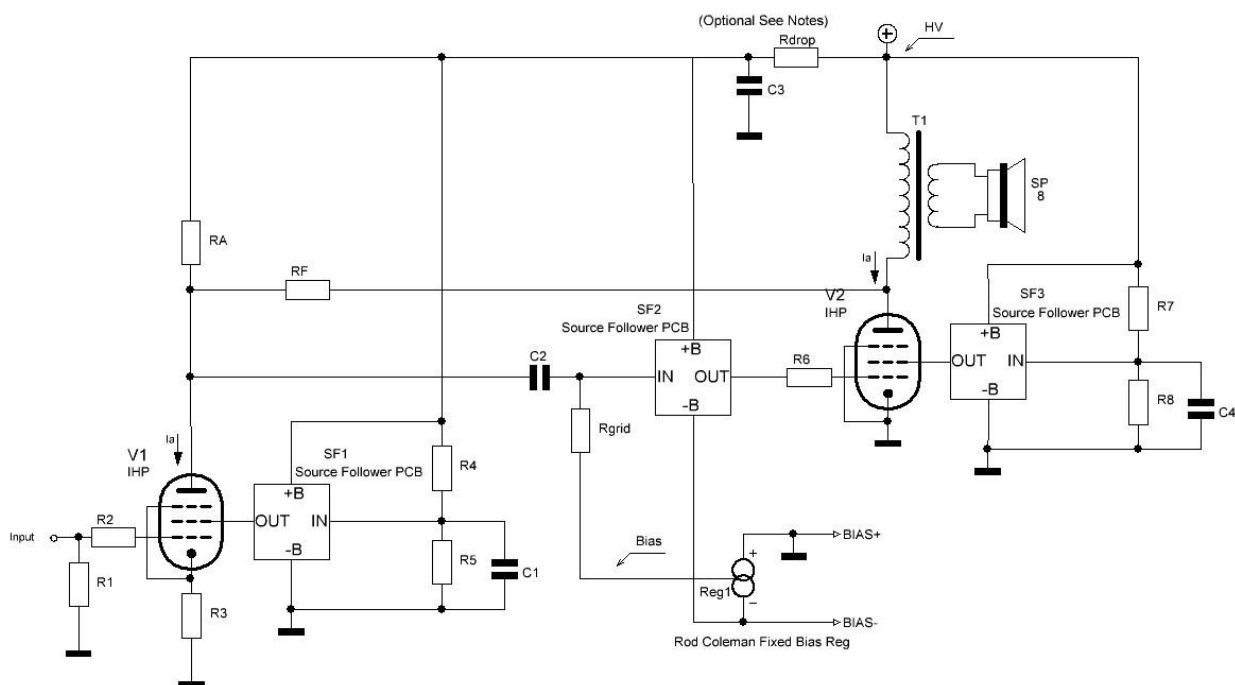 (Optional See Notes)
Rdrop
HV
C3
T1
SP
8
RA
RF
Ia
V2
IHP
SF2
Source Follower PCB
SF3
Source Follower PCB
R7
+B
IN
OUT
-B
R6
+B
OUT
IN
-B
R8
C4
C2
Rgrid
Ia
V1
IHP
SF1
Source Follower PCB
R4
+B
OUT
IN
-B
Input
R2
R1
R3
R5
C1
Bias
+
Reg1
−
BIAS+
BIAS-
Rod Coleman Fixed Bias Reg